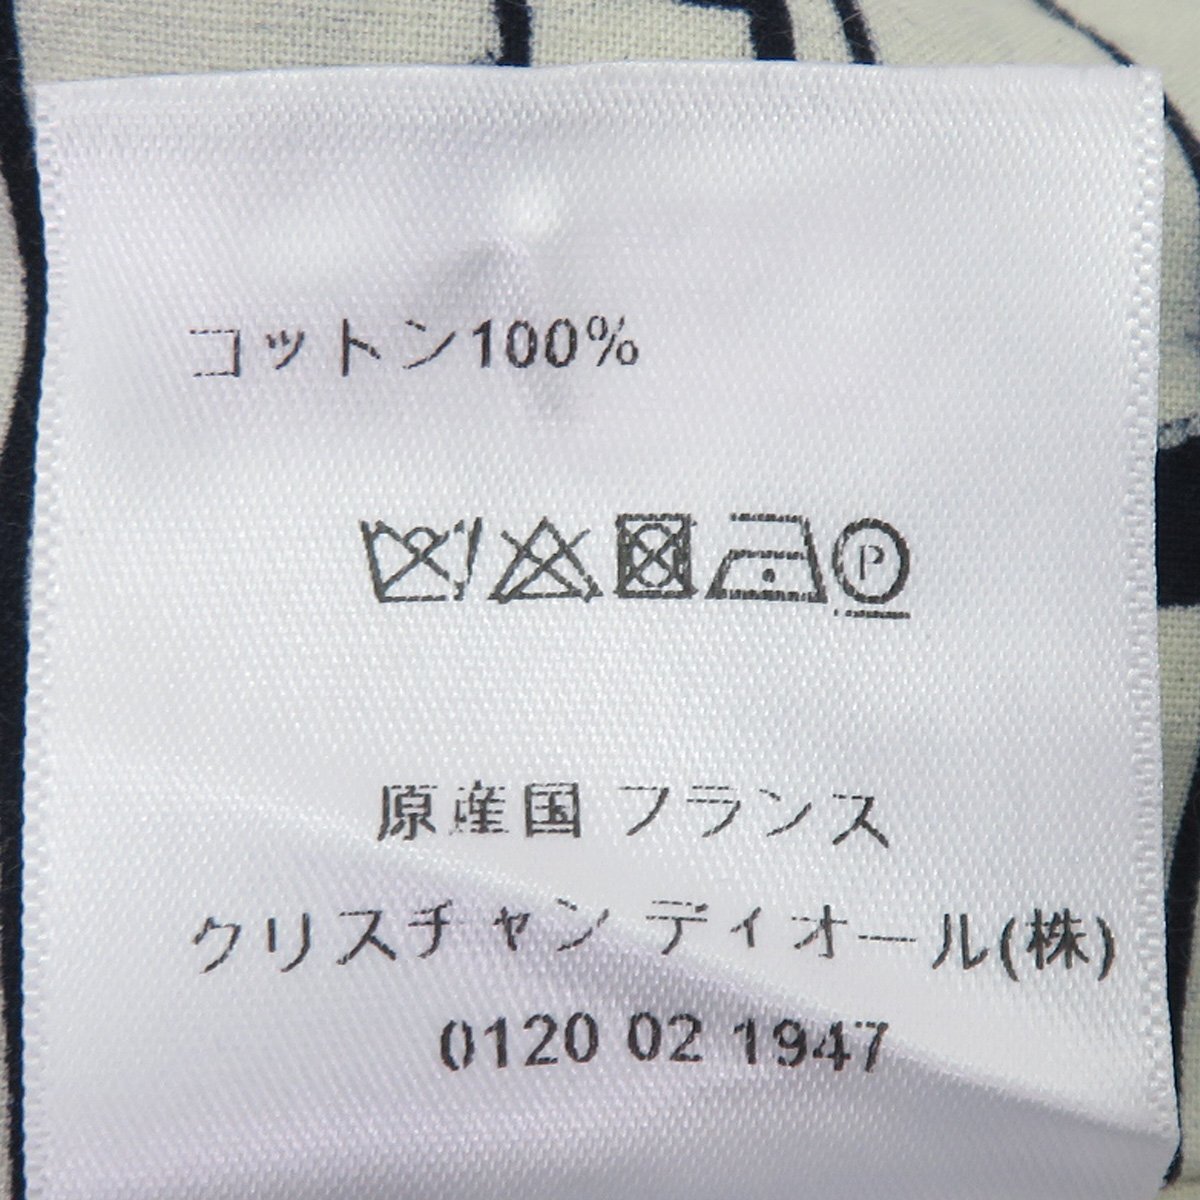 コットン100%
P
原産国 フランス
クリスチャン ディオール(株)
0120 02 1947